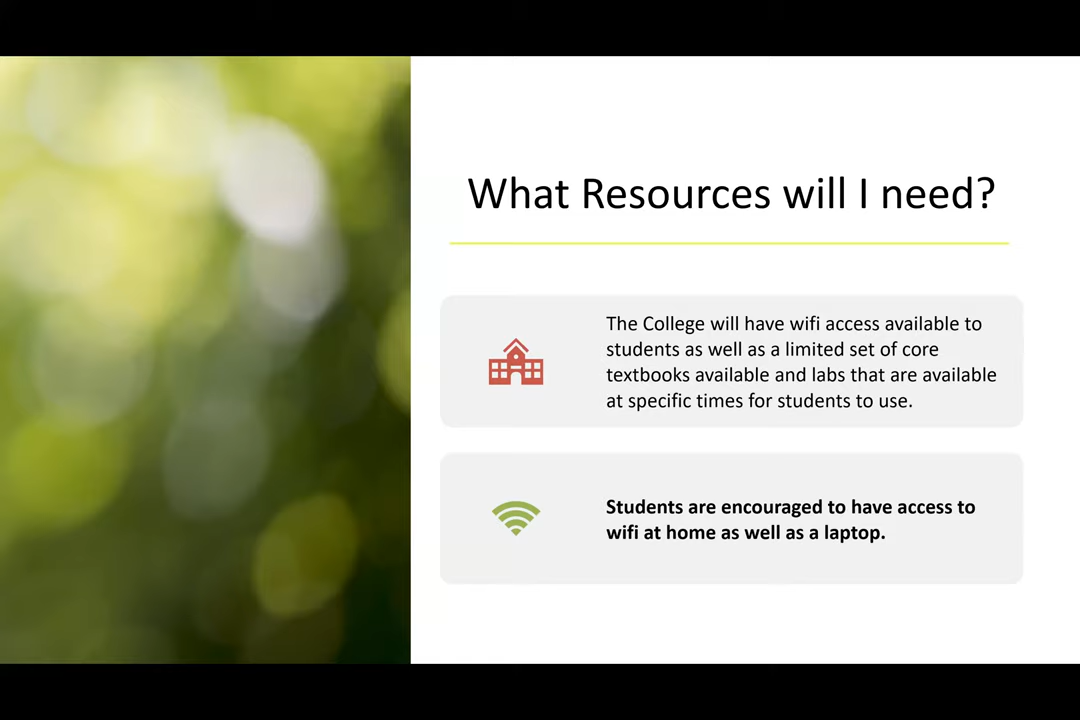 What Resources will I need?
The College will have wifi access available to
students as well as a limited set of core
textbooks available and labs that are available
at specific times for students to use.
Students are encouraged to have access to
wifi at home as well as a laptop.